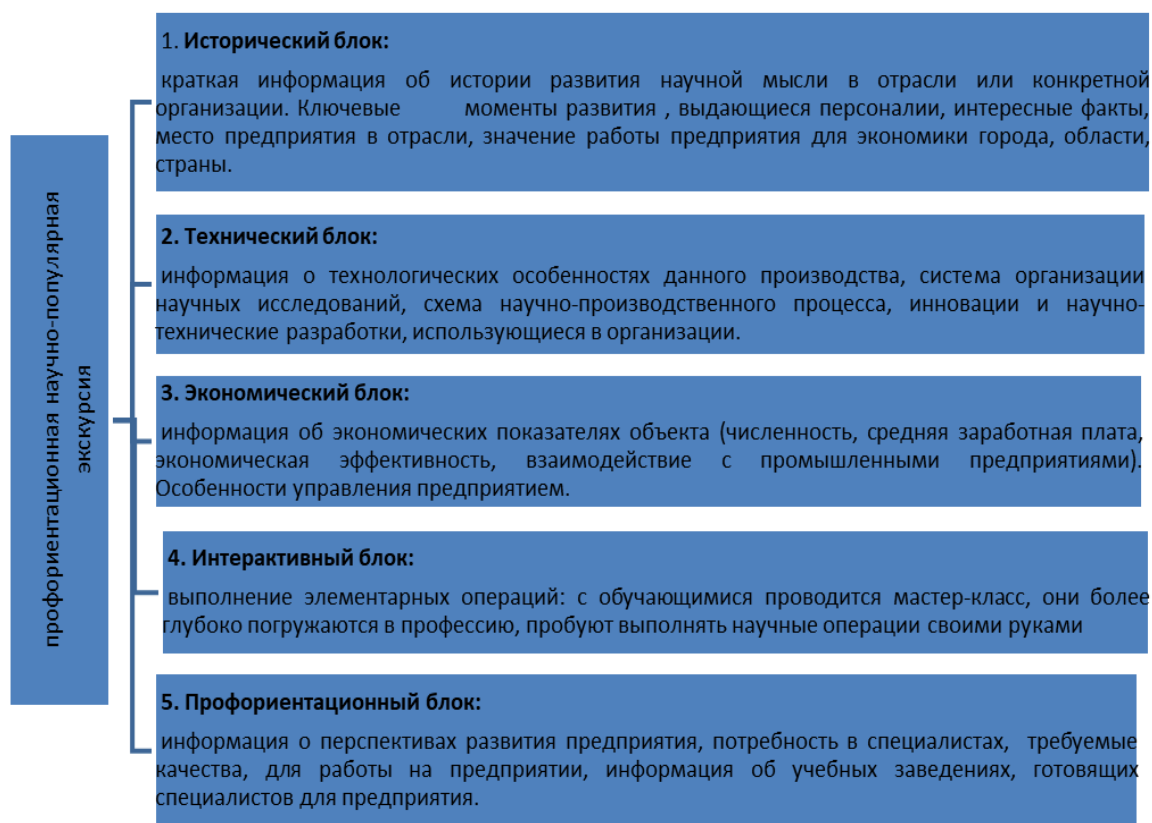 профориентационная научно-популярная
экскурсия
1. Исторический блок:
краткая информация об истории развития научной мысли в отрасли или конкретной
организации. Ключевые моменты развития , выдающиеся персоналии, интересные факты,
место предприятия в отрасли, значение работы предприятия для экономики города, области,
страны.
2. Технический блок:
информация о технологических особенностях данного производства, система организации
научных исследований, схема научно-производственного процесса, инновации и научно-
технические разработки, использующиеся в организации.
3. Экономический блок:
информация об экономических показателях объекта (численность, средняя заработная плата,
экономическая эффективность, взаимодействие с промышленными предприятиями).
Особенности управления предприятием.
4. Интерактивный блок:
выполнение элементарных операций: с обучающимися проводится мастер-класс, они более
глубоко погружаются в профессию, пробуют выполнять научные операции своими руками
5. Профориентационный блок:
информация о перспективах развития предприятия, потребность в специалистах, требуемые
качества, для работы на предприятии, информация об учебных заведениях, готовящих
специалистов для предприятия.